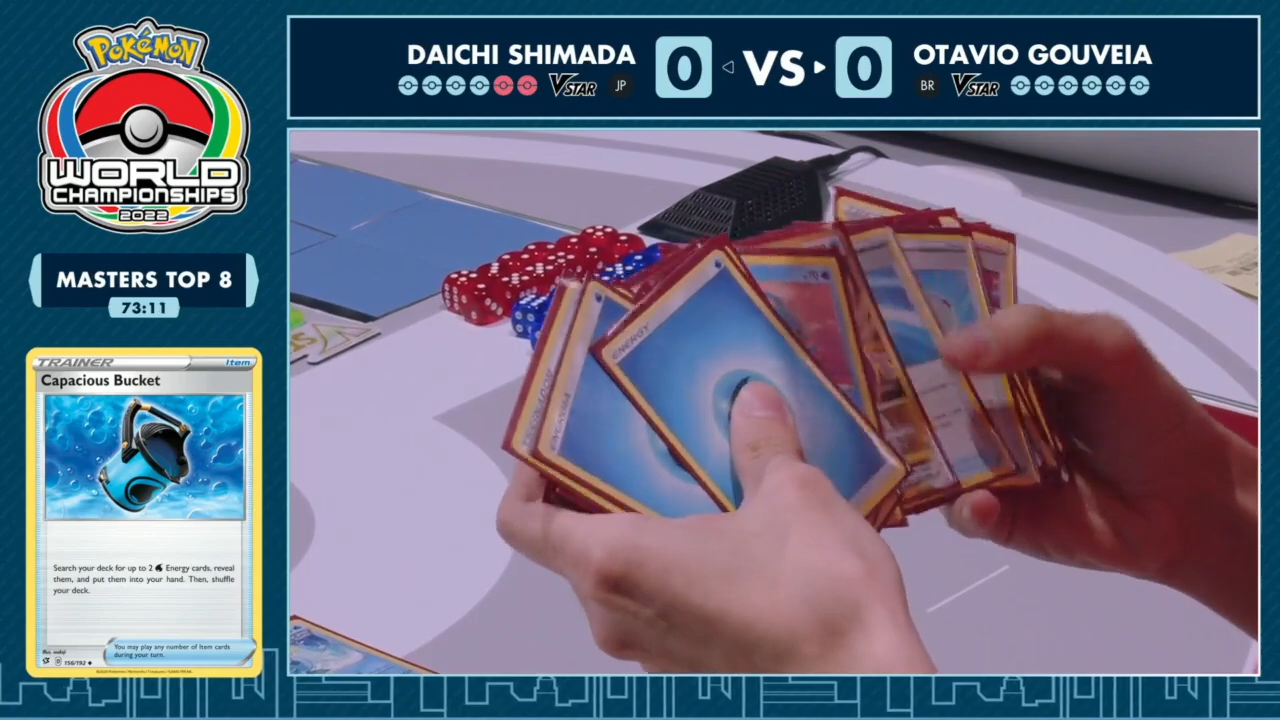 Pokémon
WORLD
CHAMPIONSHIPS
2022
MASTERS TOP 8
73:11
DAICHI SHIMADA
VSTAR
JP
0
VS
0
OTAVIO GOUVEIA
BR
VSTAR
TRAINER
Item
Capacious Bucket
Search your deck for up to 2 Energy cards, reveal
them, and put them into your hand. Then, shuffle
your deck.
You may play any number of Item cards
during your turn.
156/192
ENERGY